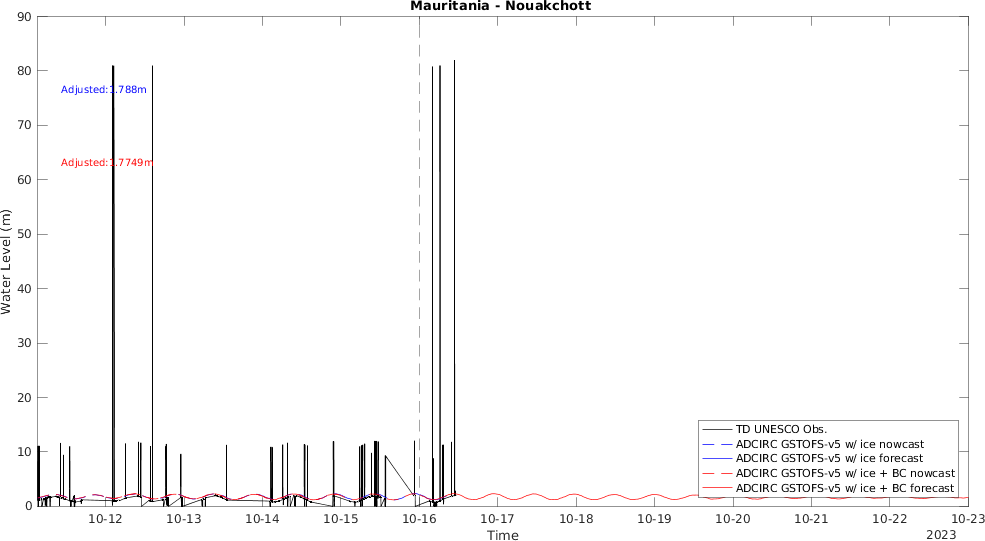 Mauritania - Nouakchott
90
80
70
60
50
40
30
20
10
0
Water Level (m)
Adjusted:1.788m
Adjusted:1.7749m
TD UNESCO Obs.
ADCIRC GSTOFS-v5 w/ ice nowcast
ADCIRC GSTOFS-v5 w/ ice forecast
ADCIRC GSTOFS-v5 w/ ice + BC nowcast
ADCIRC GSTOFS-v5 w/ ice + BC forecast
10-12 10-13 10-14 10-15 10-16 10-17 10-18 10-19 10-20 10-21 10-22 10-23
Time
2023